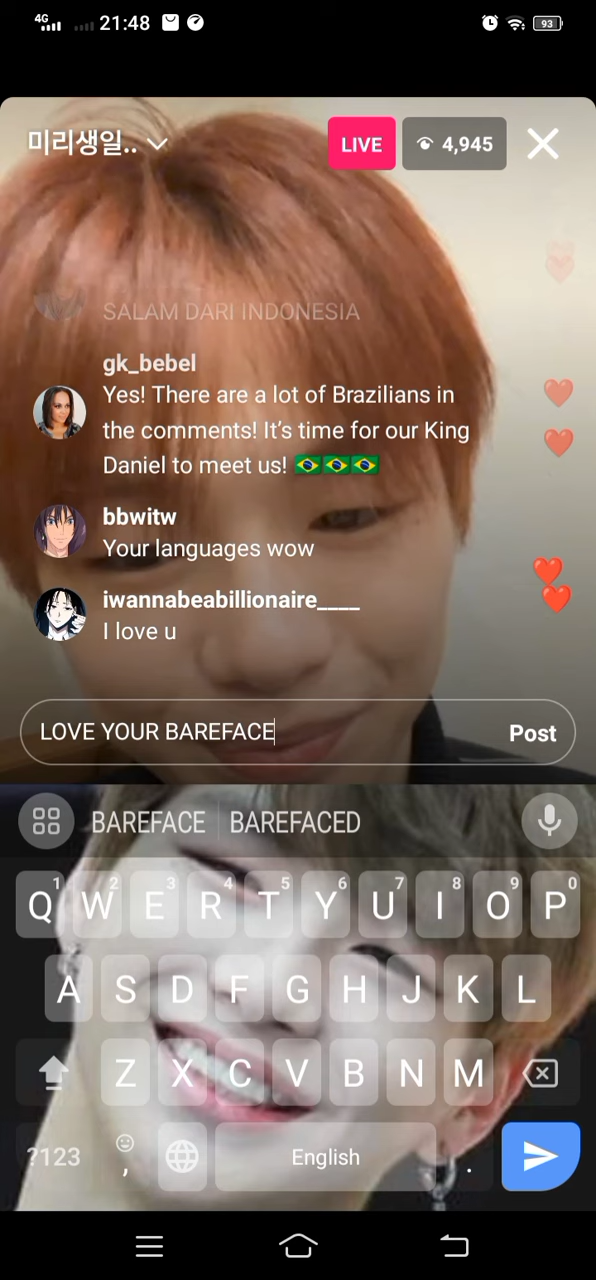 4G 21:48 93
미리생일.. LIVE 4,945
SALAM DARI INDONESIA
gk_bebel
Yes! There are a lot of Brazilians in
the comments! It's time for our King
Daniel to meet us! 🇧🇷🇧🇷🇧🇷
bbwitw
Your languages wow
iwannabeabillionaire____
I love u
LOVE YOUR BAREFACE Post
BAREFACE BAREFACED
1 2 3 4 5 6 7 8 9 0
Q W E R T Y U I O P
A S D F G H J K L
Z X C V B N M
?123 , English .